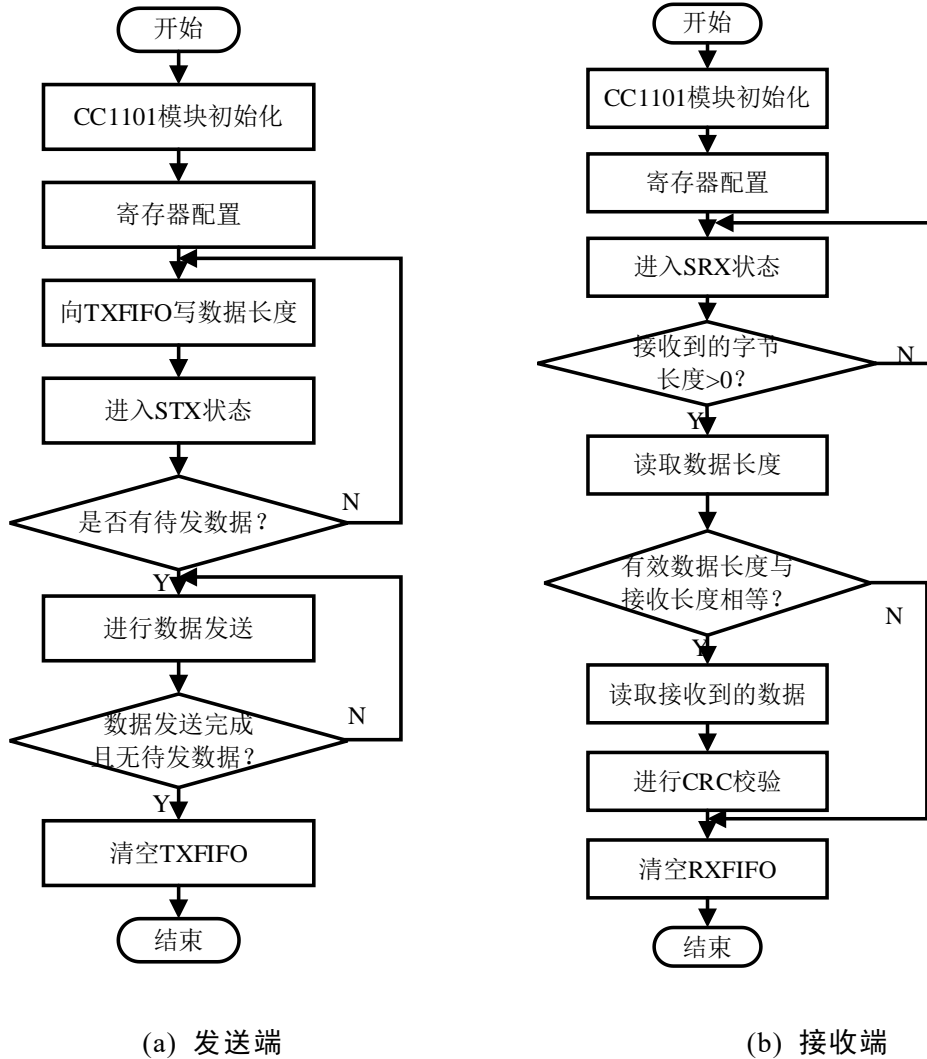 开始
CC1101模块初始化
寄存器配置
向TXFIFO写数据长度
进入STX状态
是否有待发数据？
N
Y
进行数据发送
数据发送完成
且无待发数据？
N
Y
清空TXFIFO
结束
(a) 发送端
开始
CC1101模块初始化
寄存器配置
进入SRX状态
接收到的字节
长度>0？
N
Y
读取数据长度
有效数据长度与
接收长度相等？
N
Y
读取接收到的数据
进行CRC校验
清空RXFIFO
结束
(b) 接收端